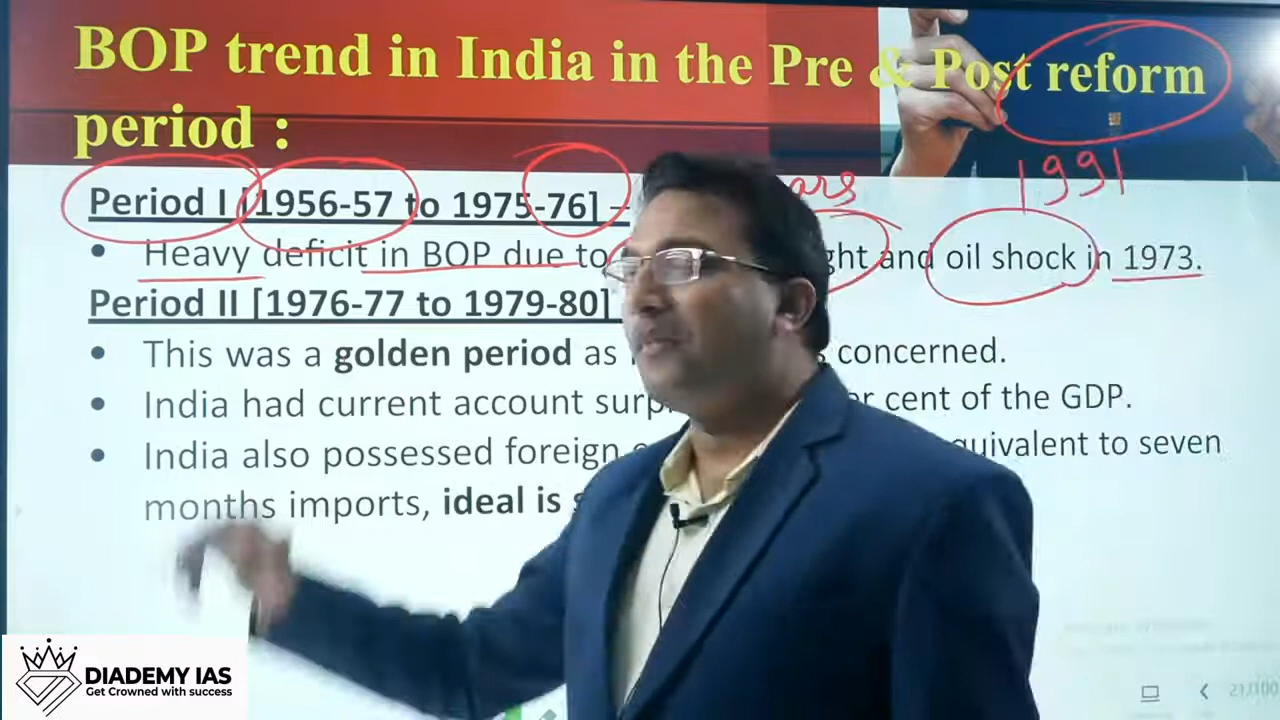 BOP trend in India in the Pre & Post reform
period :
1991
Period I [1956-57 to 1975-76] –
• Heavy deficit in BOP due to and oil shock in 1973.
Period II [1976-77 to 1979-80]
• This was a golden period as concerned.
• India had current account cent of the GDP.
• India also possessed foreign to seven
months imports, ideal is
DIADEMY IAS
Get Crowned with success
21/100